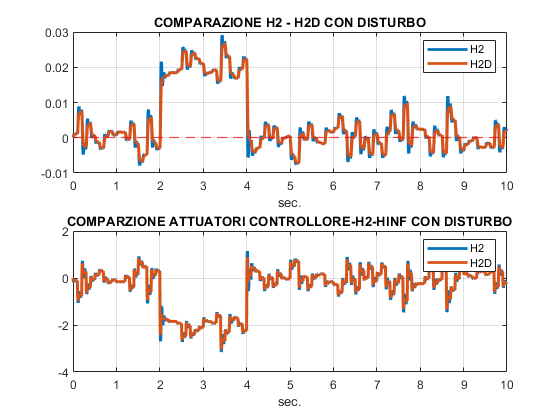 COMPARAZIONE H2 - H2D CON DISTURBO
0.03
0.02
0.01
0
-0.01
H2
H2D
0 1 2 3 4 5 6 7 8 9 10
sec.
COMPARZIONE ATTUATORI CONTROLLORE-H2-HINF CON DISTURBO
2
0
-2
-4
H2
H2D
0 1 2 3 4 5 6 7 8 9 10
sec.